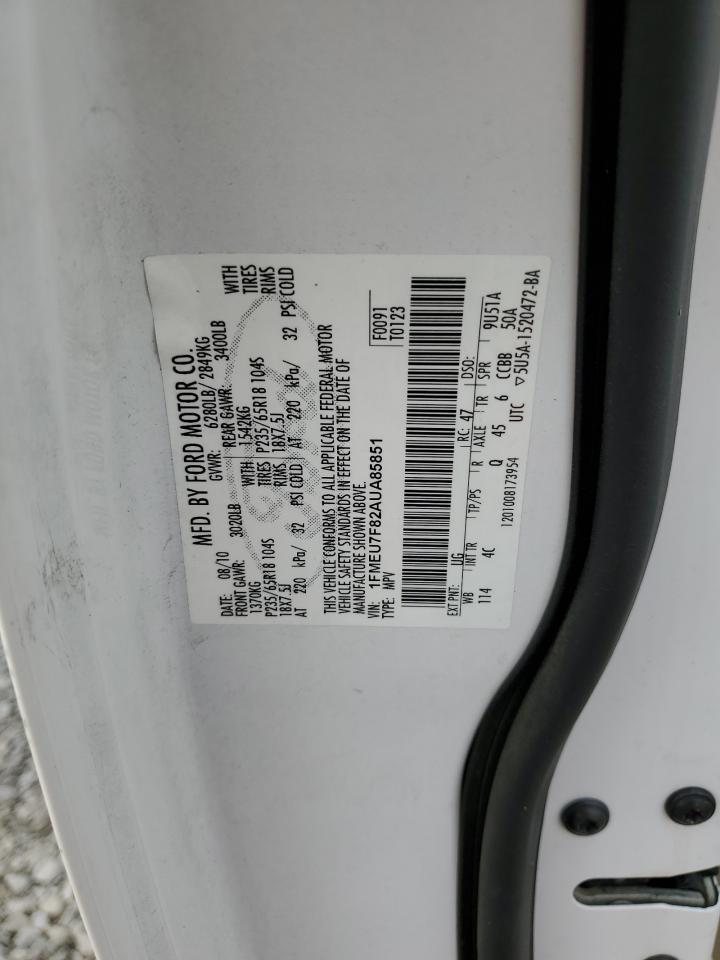 MFD. BY FORD MOTOR CO.
DATE: 08/10 GVWR: 6280LB/2849KG
FRONT GAWR: 3020LB REAR GAWR: 3400LB
1370KG WITH 1542KG WITH
P235/65R18 104S TIRES P235/65R18 104S TIRES
18X7.5J RIMS 18X7.5J RIMS
AT 220 kPa/ 32 PSI COLD AT 220 kPa/ 32 PSI COLD
THIS VEHICLE CONFORMS TO ALL APPLICABLE FEDERAL MOTOR
VEHICLE SAFETY STANDARDS IN EFFECT ON THE DATE OF
MANUFACTURE SHOWN ABOVE.
VIN: 1FMEU7F82AUA85851 F0091
TYPE: MPV T0123
EXT PNT: UG RC: 47 DSO:
WB TP/PS R AXLE TR SPR 9U51A
114 4C Q 45 6 CCBB 50A
1201008173954 UTC ▽5U5A-1520472-BA